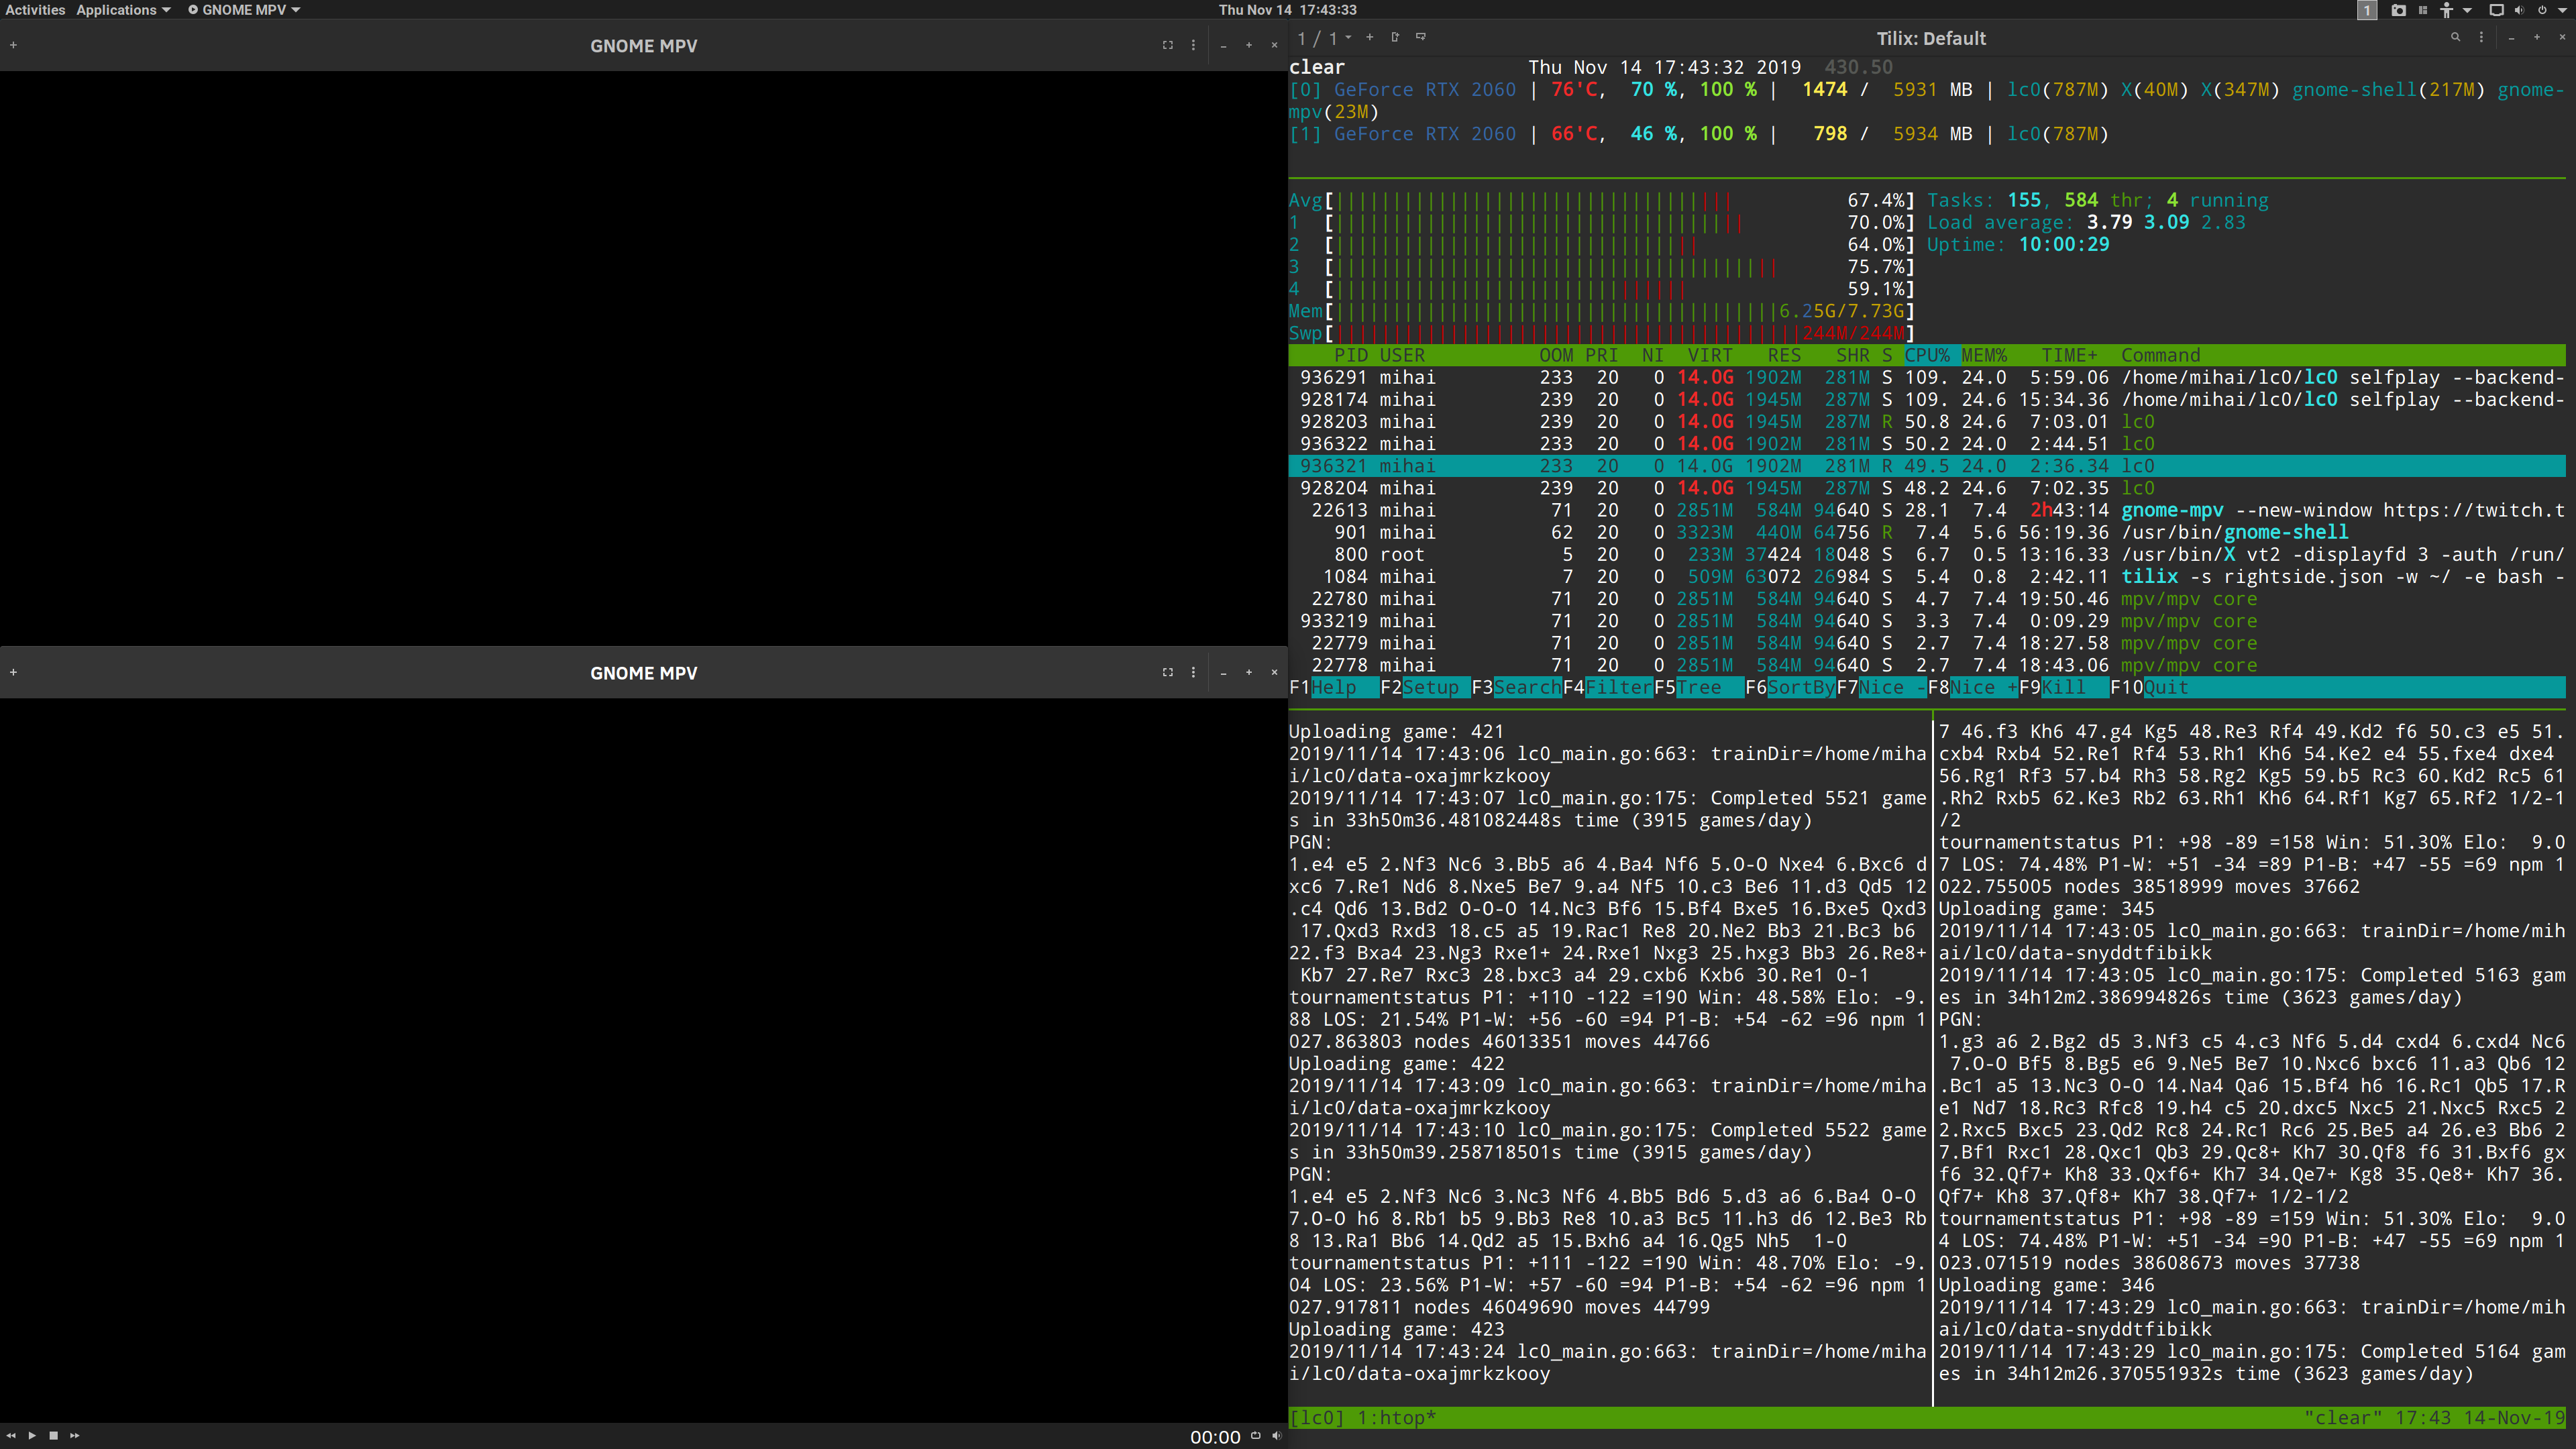 Activities Applications GNOME MPV Thu Nov 14 17:43:33 1
GNOME MPV
GNOME MPV
00:00
1 / 1 Tilix: Default
clear Thu Nov 14 17:43:32 2019 430.50
[0] GeForce RTX 2060 | 76'C, 70 %, 100 % | 1474 / 5931 MB | lc0(787M) X(40M) X(347M) gnome-shell(217M) gnome-
mpv(23M)
[1] GeForce RTX 2060 | 66'C, 46 %, 100 % | 798 / 5934 MB | lc0(787M)
Avg[ 67.4%] Tasks: 155, 584 thr; 4 running
1 [ 70.0%] Load average: 3.79 3.09 2.83
2 [ 64.0%] Uptime: 10:00:29
3 [ 75.7%]
4 [ 59.1%]
Mem[ 6.25G/7.73G]
Swp[ 244M/244M]
PID USER OOM PRI NI VIRT RES SHR S CPU% MEM% TIME+ Command
936291 mihai 233 20 0 14.0G 1902M 281M S 109. 24.0 5:59.06 /home/mihai/lc0/lc0 selfplay --backend-
928174 mihai 239 20 0 14.0G 1945M 287M S 109. 24.6 15:34.36 /home/mihai/lc0/lc0 selfplay --backend-
928203 mihai 239 20 0 14.0G 1945M 287M R 50.8 24.6 7:03.01 lc0
936322 mihai 233 20 0 14.0G 1902M 281M S 50.2 24.0 2:44.51 lc0
936321 mihai 233 20 0 14.0G 1902M 281M R 49.5 24.0 2:36.34 lc0
928204 mihai 239 20 0 14.0G 1945M 287M S 48.2 24.6 7:02.35 lc0
22613 mihai 71 20 0 2851M 584M 94640 S 28.1 7.4 2h43:14 gnome-mpv --new-window https://twitch.t
901 mihai 62 20 0 3323M 440M 64756 R 7.4 5.6 56:19.36 /usr/bin/gnome-shell
800 root 5 20 0 233M 37424 18048 S 6.7 0.5 13:16.33 /usr/bin/X vt2 -displayfd 3 -auth /run/
1084 mihai 7 20 0 509M 63072 26984 S 5.4 0.8 2:42.11 tilix -s rightside.json -w ~/ -e bash -
22780 mihai 71 20 0 2851M 584M 94640 S 4.7 7.4 19:50.46 mpv/mpv core
933219 mihai 71 20 0 2851M 584M 94640 S 3.3 7.4 0:09.29 mpv/mpv core
22779 mihai 71 20 0 2851M 584M 94640 S 2.7 7.4 18:27.58 mpv/mpv core
22778 mihai 71 20 0 2851M 584M 94640 S 2.7 7.4 18:43.06 mpv/mpv core
F1Help F2Setup F3SearchF4FilterF5Tree F6SortByF7Nice -F8Nice +F9Kill F10Quit
Uploading game: 421
2019/11/14 17:43:06 lc0_main.go:663: trainDir=/home/miha
i/lc0/data-oxajmrkzkooy
2019/11/14 17:43:07 lc0_main.go:175: Completed 5521 game
s in 33h50m36.481082448s time (3915 games/day)
PGN:
1.e4 e5 2.Nf3 Nc6 3.Bb5 a6 4.Ba4 Nf6 5.O-O Nxe4 6.Bxc6 d
xc6 7.Re1 Nd6 8.Nxe5 Be7 9.a4 Nf5 10.c3 Be6 11.d3 Qd5 12
.c4 Qd6 13.Bd2 O-O-O 14.Nc3 Bf6 15.Bf4 Bxe5 16.Bxe5 Qxd3
17.Qxd3 Rxd3 18.c5 a5 19.Rac1 Re8 20.Ne2 Bb3 21.Bc3 b6
22.f3 Bxa4 23.Ng3 Rxe1+ 24.Rxe1 Nxg3 25.hxg3 Bb3 26.Re8+
Kb7 27.Re7 Rxc3 28.bxc3 a4 29.cxb6 Kxb6 30.Re1 0-1
tournamentstatus P1: +110 -122 =190 Win: 48.58% Elo: -9.
88 LOS: 21.54% P1-W: +56 -60 =94 P1-B: +54 -62 =96 npm 1
027.863803 nodes 46013351 moves 44766
Uploading game: 422
2019/11/14 17:43:09 lc0_main.go:663: trainDir=/home/miha
i/lc0/data-oxajmrkzkooy
2019/11/14 17:43:10 lc0_main.go:175: Completed 5522 game
s in 33h50m39.258718501s time (3915 games/day)
PGN:
1.e4 e5 2.Nf3 Nc6 3.Nc3 Nf6 4.Bb5 Bd6 5.d3 a6 6.Ba4 O-O
7.O-O h6 8.Rb1 b5 9.Bb3 Re8 10.a3 Bc5 11.h3 d6 12.Be3 Rb
8 13.Ra1 Bb6 14.Qd2 a5 15.Bxh6 a4 16.Qg5 Nh5 1-0
tournamentstatus P1: +111 -122 =190 Win: 48.70% Elo: -9.
04 LOS: 23.56% P1-W: +57 -60 =94 P1-B: +54 -62 =96 npm 1
027.917811 nodes 46049690 moves 44799
Uploading game: 423
2019/11/14 17:43:24 lc0_main.go:663: trainDir=/home/miha
i/lc0/data-oxajmrkzkooy
7 46.f3 Kh6 47.g4 Kg5 48.Re3 Rf4 49.Kd2 f6 50.c3 e5 51.
cxb4 Rxb4 52.Re1 Rf4 53.Rh1 Kh6 54.Ke2 e4 55.fxe4 dxe4
56.Rg1 Rf3 57.b4 Rh3 58.Rg2 Kg5 59.b5 Rc3 60.Kd2 Rc5 61
.Rh2 Rxb5 62.Ke3 Rb2 63.Rh1 Kh6 64.Rf1 Kg7 65.Rf2 1/2-1
/2
tournamentstatus P1: +98 -89 =158 Win: 51.30% Elo: 9.0
7 LOS: 74.48% P1-W: +51 -34 =89 P1-B: +47 -55 =69 npm 1
022.755005 nodes 38518999 moves 37662
Uploading game: 345
2019/11/14 17:43:05 lc0_main.go:663: trainDir=/home/mih
ai/lc0/data-snyddtfibikk
2019/11/14 17:43:05 lc0_main.go:175: Completed 5163 gam
es in 34h12m2.386994826s time (3623 games/day)
PGN:
1.g3 a6 2.Bg2 d5 3.Nf3 c5 4.c3 Nf6 5.d4 cxd4 6.cxd4 Nc6
7.O-O Bf5 8.Bg5 e6 9.Ne5 Be7 10.Nxc6 bxc6 11.a3 Qb6 12
.Bc1 a5 13.Nc3 O-O 14.Na4 Qa6 15.Bf4 h6 16.Rc1 Qb5 17.R
e1 Nd7 18.Rc3 Rfc8 19.h4 c5 20.dxc5 Nxc5 21.Nxc5 Rxc5 2
2.Rxc5 Bxc5 23.Qd2 Rc8 24.Rc1 Rc6 25.Be5 a4 26.e3 Bb6 2
7.Bf1 Rxc1 28.Qxc1 Qb3 29.Qc8+ Kh7 30.Qf8 f6 31.Bxf6 gx
f6 32.Qf7+ Kh8 33.Qxf6+ Kh7 34.Qe7+ Kg8 35.Qe8+ Kh7 36.
Qf7+ Kh8 37.Qf8+ Kh7 38.Qf7+ 1/2-1/2
tournamentstatus P1: +98 -89 =159 Win: 51.30% Elo: 9.0
4 LOS: 74.48% P1-W: +51 -34 =90 P1-B: +47 -55 =69 npm 1
023.071519 nodes 38608673 moves 37738
Uploading game: 346
2019/11/14 17:43:29 lc0_main.go:663: trainDir=/home/mih
ai/lc0/data-snyddtfibikk
2019/11/14 17:43:29 lc0_main.go:175: Completed 5164 gam
es in 34h12m26.370551932s time (3623 games/day)
[lc0] 1:htop* "clear" 17:43 14-Nov-19